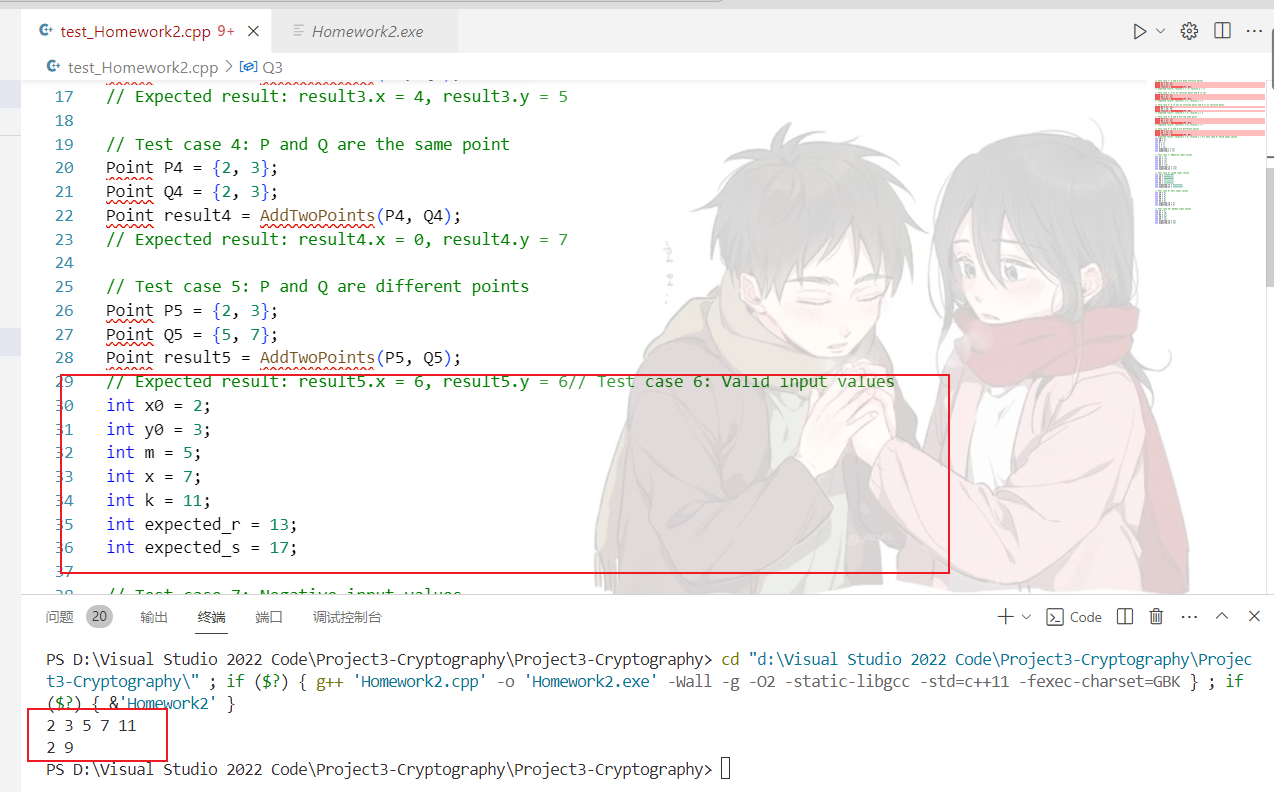 test_Homework2.cpp 9+
Homework2.exe
test_Homework2.cpp > Q3
17 // Expected result: result3.x = 4, result3.y = 5
18
19 // Test case 4: P and Q are the same point
20 Point P4 = {2, 3};
21 Point Q4 = {2, 3};
22 Point result4 = AddTwoPoints(P4, Q4);
23 // Expected result: result4.x = 0, result4.y = 7
24
25 // Test case 5: P and Q are different points
26 Point P5 = {2, 3};
27 Point Q5 = {5, 7};
28 Point result5 = AddTwoPoints(P5, Q5);
29 // Expected result: result5.x = 6, result5.y = 6// Test case 6: Valid input values
30 int x0 = 2;
31 int y0 = 3;
32 int m = 5;
33 int x = 7;
34 int k = 11;
35 int expected_r = 13;
36 int expected_s = 17;
37
38 // Test case 7: Negative input values
问题 20 输出 终端 端口 调试控制台 Code
PS D:\Visual Studio 2022 Code\Project3-Cryptography\Project3-Cryptography> cd "d:\Visual Studio 2022 Code\Project3-Cryptography\Projec
t3-Cryptography\" ; if ($?) { g++ 'Homework2.cpp' -o 'Homework2.exe' -Wall -g -O2 -static-libgcc -std=c++11 -fexec-charset=GBK } ; if
($?) { &'Homework2' }
2 3 5 7 11
2 9
PS D:\Visual Studio 2022 Code\Project3-Cryptography\Project3-Cryptography>